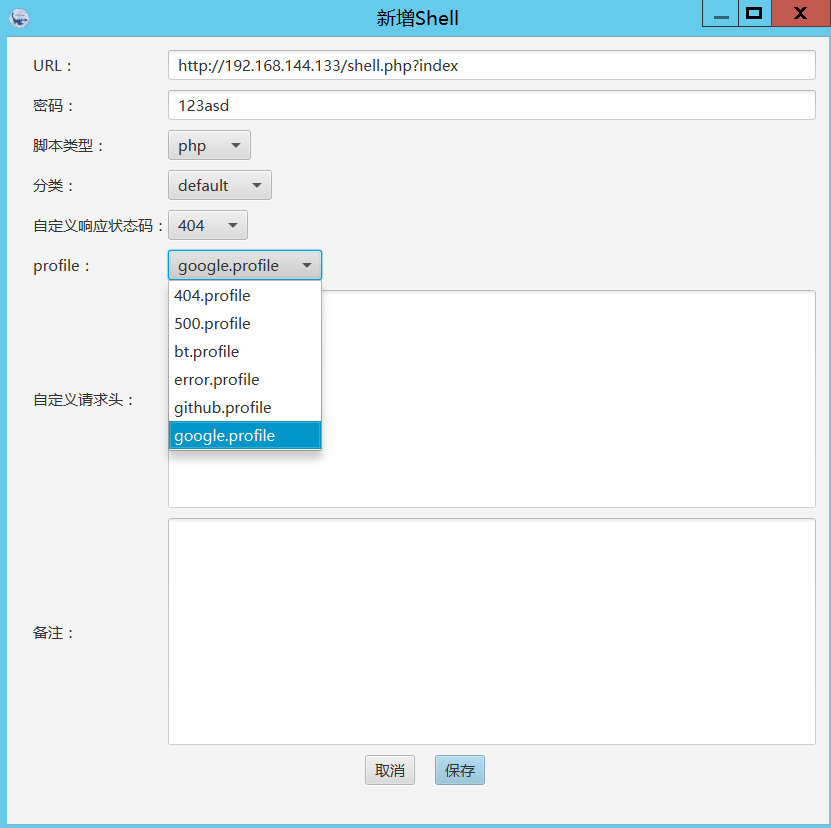 新增Shell
URL：
http://192.168.144.133/shell.php?index
密码：
123asd
脚本类型：
php
分类：
default
自定义响应状态码：
404
profile：
google.profile
404.profile
500.profile
bt.profile
error.profile
github.profile
google.profile
自定义请求头：
备注：
取消
保存